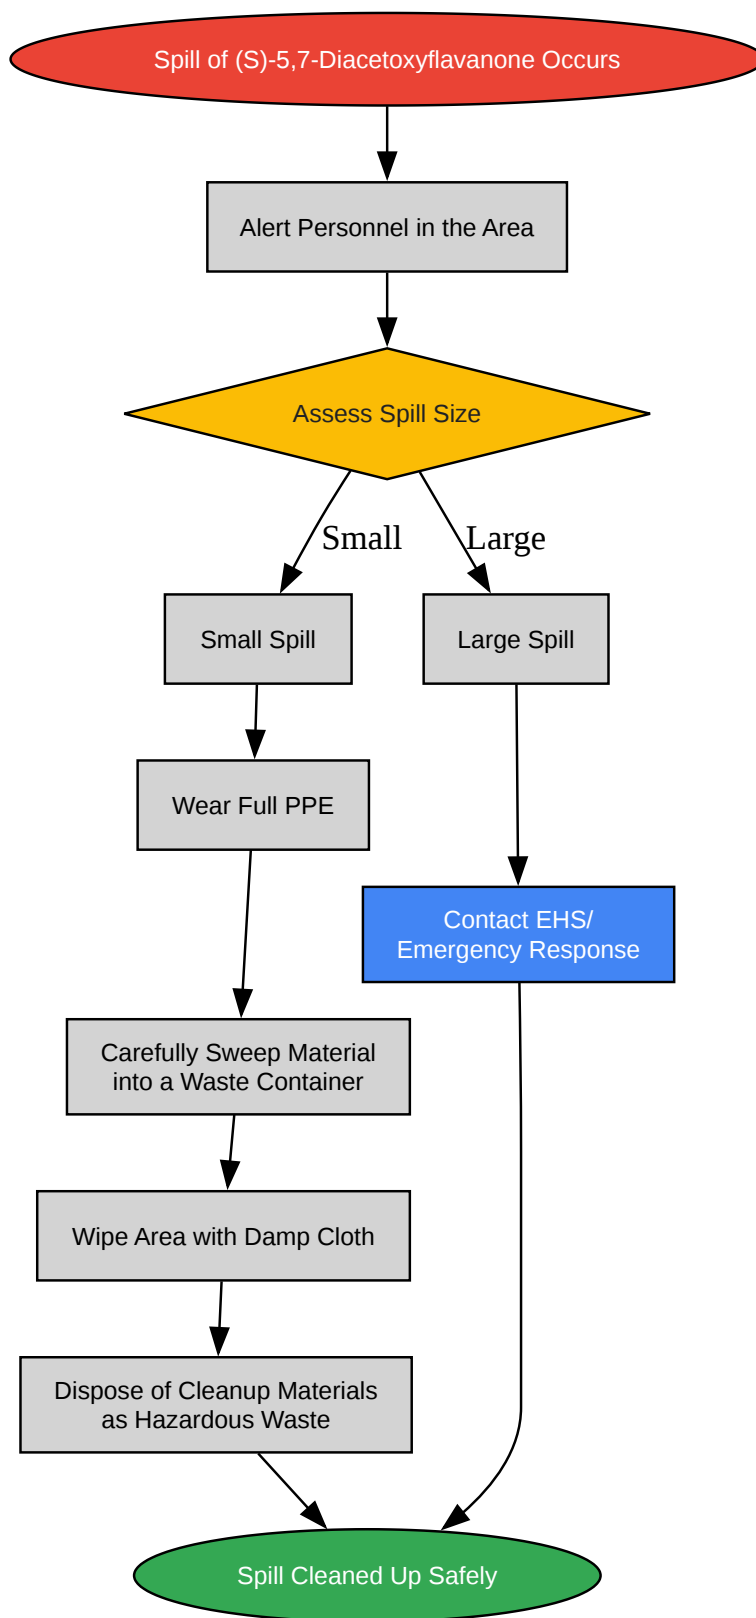 Spill of (S)-5,7-Diacetoxyflavanone Occurs
Alert Personnel in the Area
Assess Spill Size
Small
Large
Small Spill
Large Spill
Wear Full PPE
Contact EHS/
Emergency Response
Carefully Sweep Material
into a Waste Container
Wipe Area with Damp Cloth
Dispose of Cleanup Materials
as Hazardous Waste
Spill Cleaned Up Safely